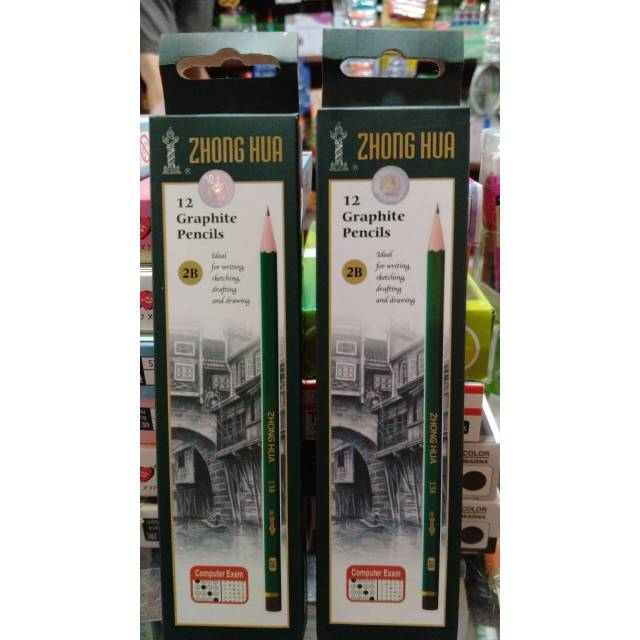 ZHONG HUA
®
12
Graphite
Pencils
2B
Ideal
for writing,
sketching,
drafting
and drawing
ZHONG HUA 138
2B
Computer Exam
ZHONG HUA
®
12
Graphite
Pencils
2B
Ideal
for writing,
sketching,
drafting
and drawing
ZHONG HUA 138
2B
Computer Exam
COLOR
WARNA
COLOR
WARNA